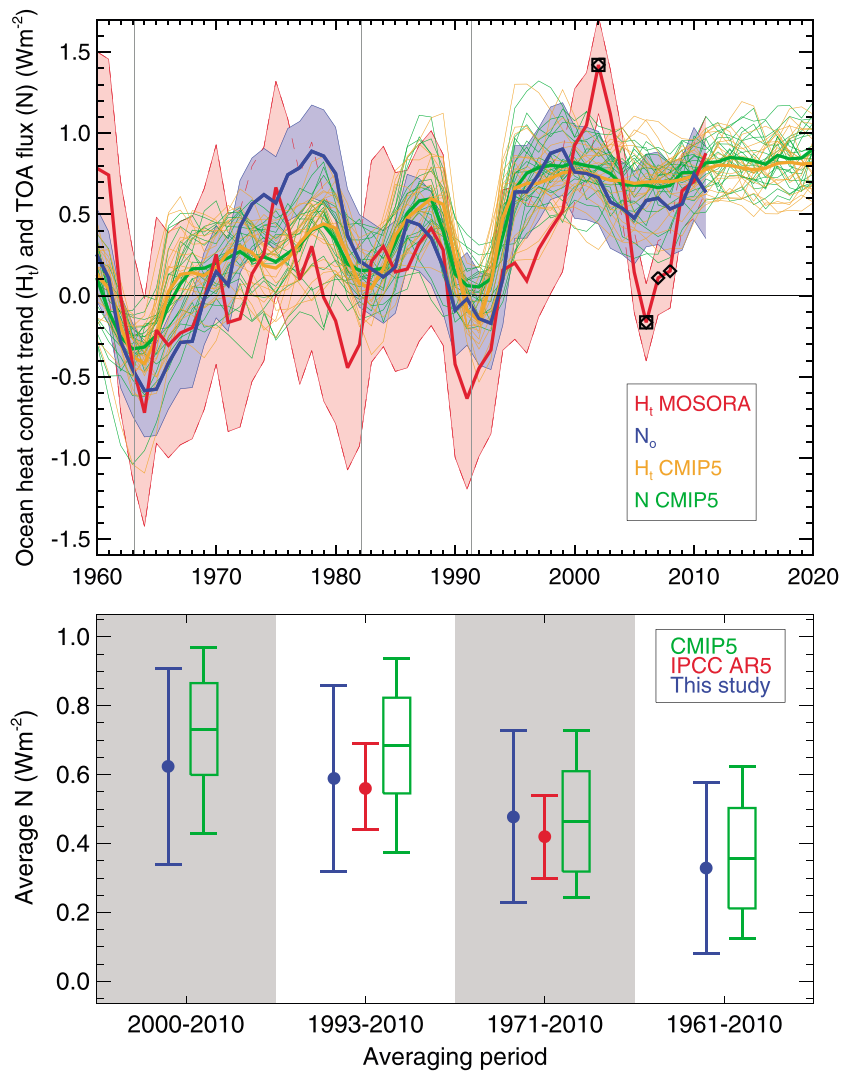 Ocean heat content trend (Hₜ) and TOA flux (N) (Wm⁻²)
1.5
1.0
0.5
0.0
-0.5
-1.0
-1.5
Hₜ MOSORA
Nₒ
Hₜ CMIP5
N CMIP5
1960 1970 1980 1990 2000 2010 2020
Average N (Wm⁻²)
1.0
0.8
0.6
0.4
0.2
0.0
CMIP5
IPCC AR5
This study
2000-2010 1993-2010 1971-2010 1961-2010
Averaging period